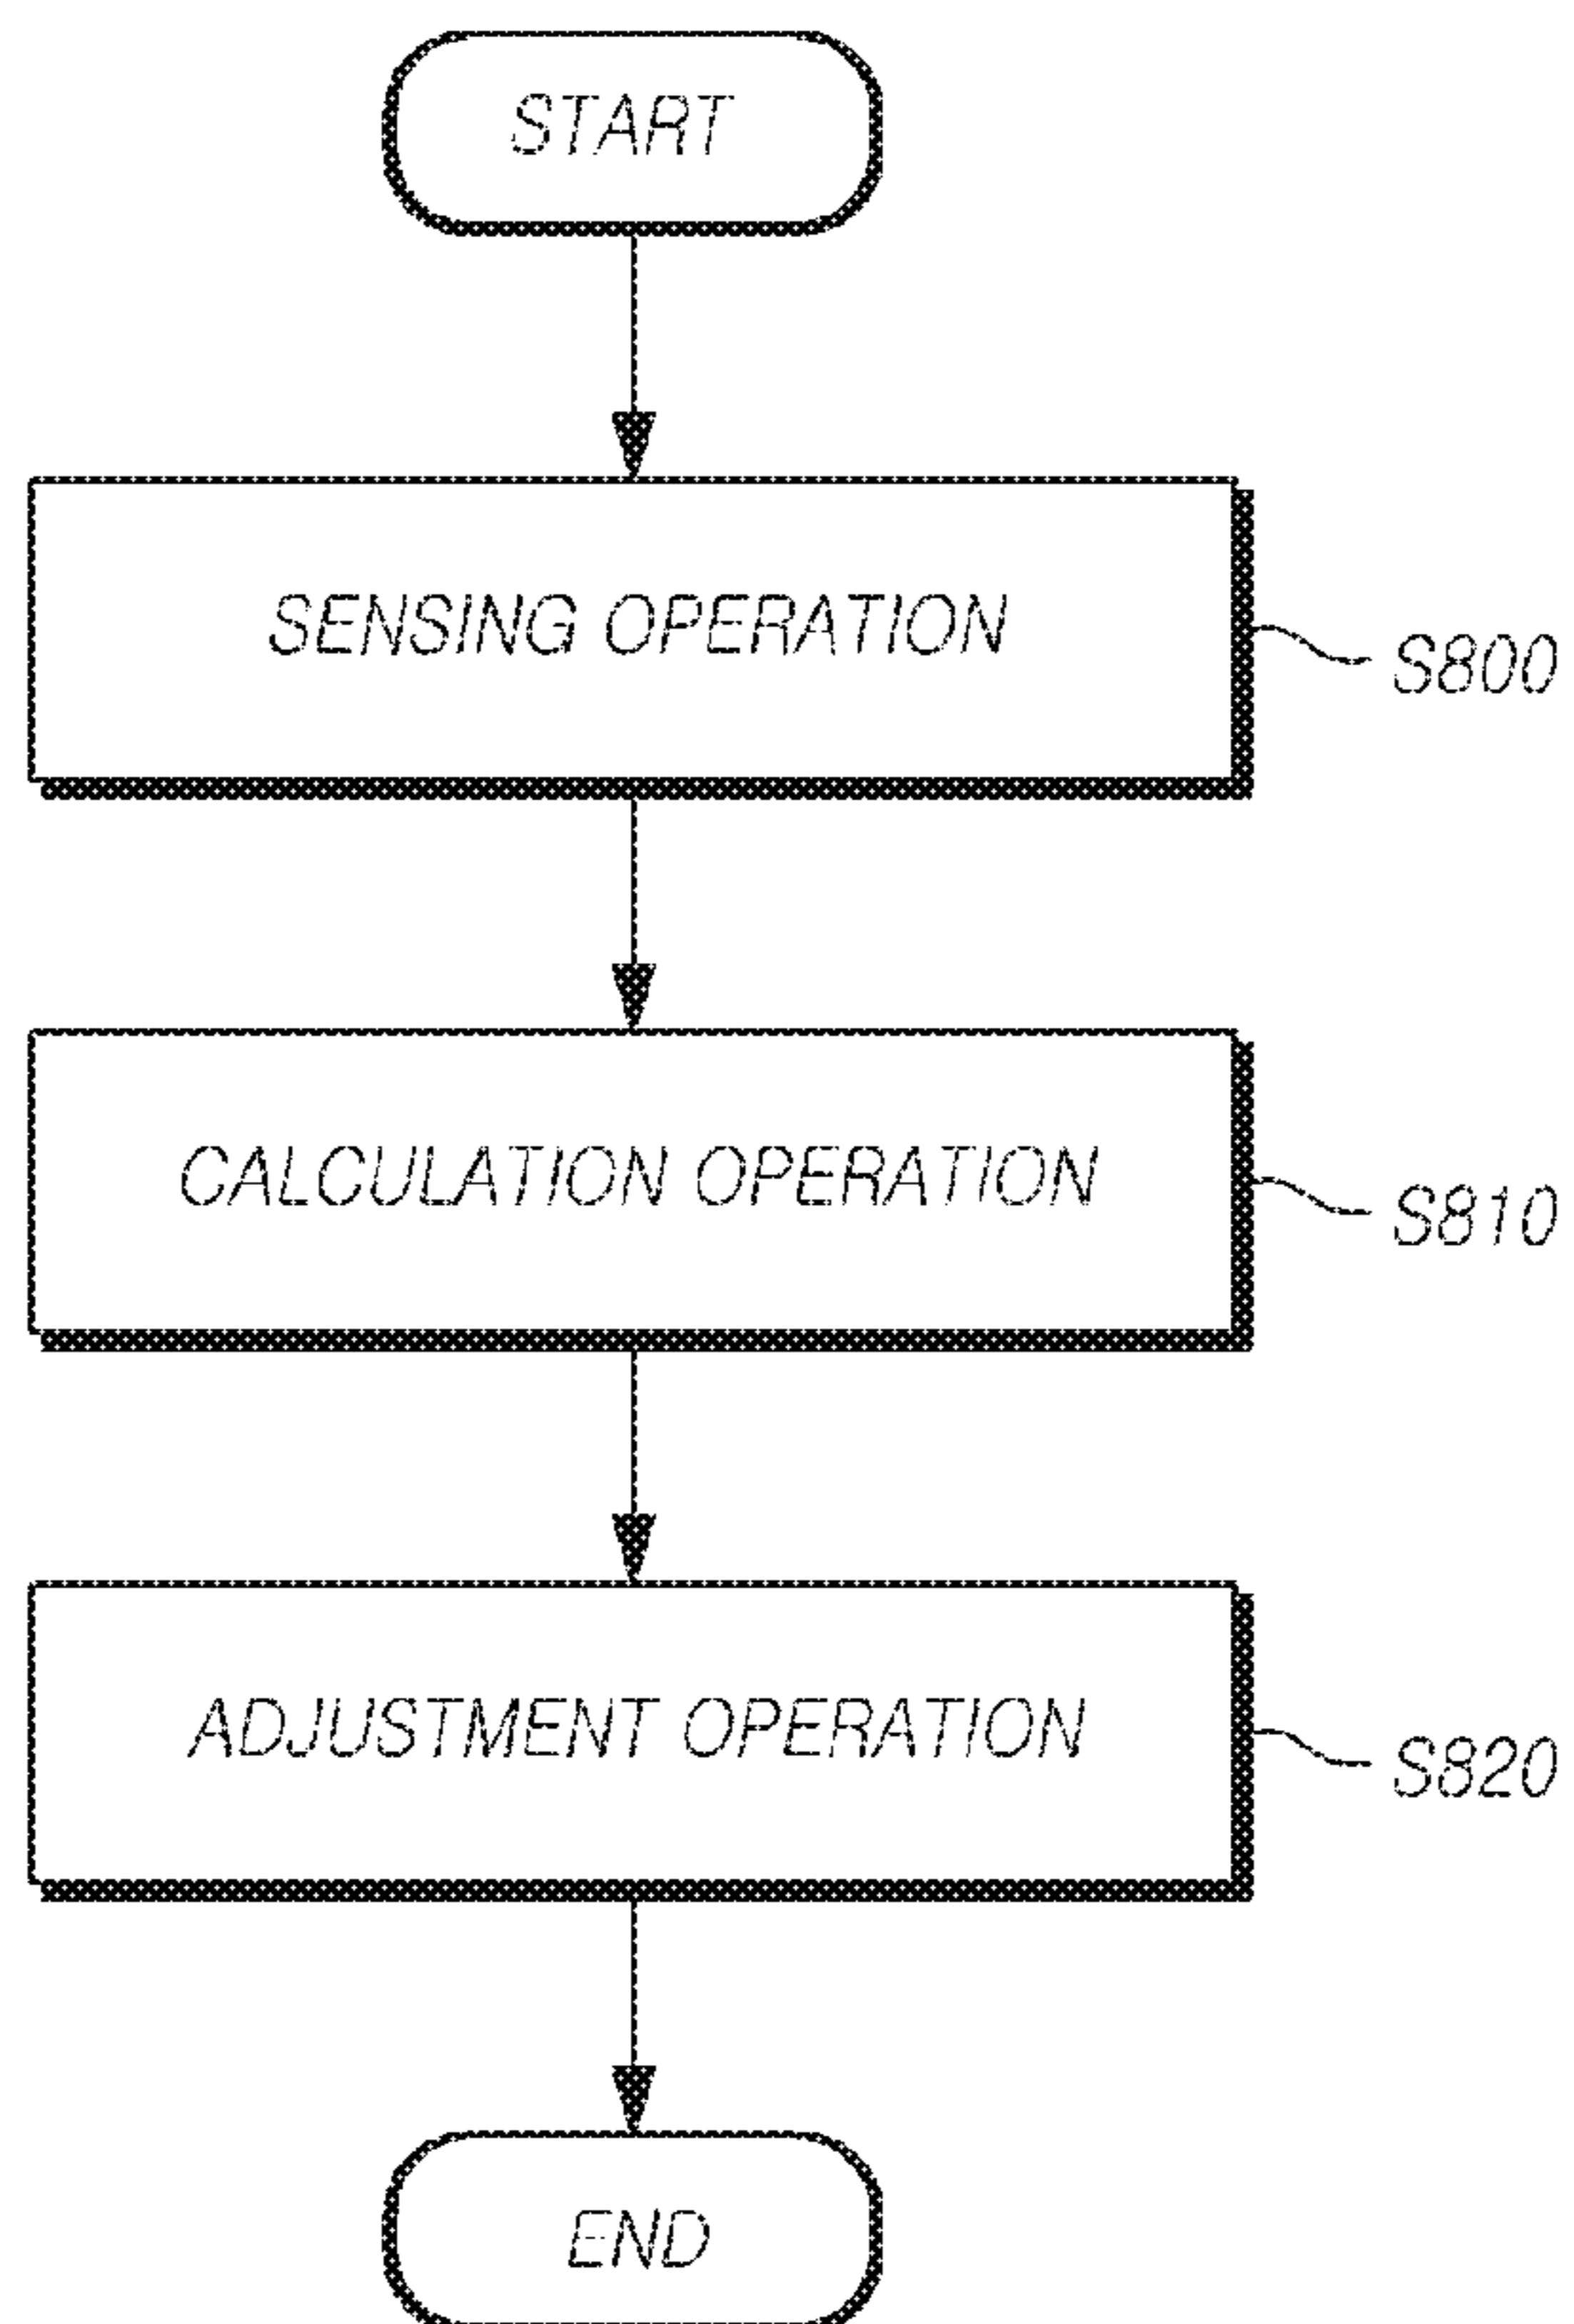 START
SENSING OPERATION
S800
CALCULATION OPERATION
S810
ADJUSTMENT OPERATION
S820
END